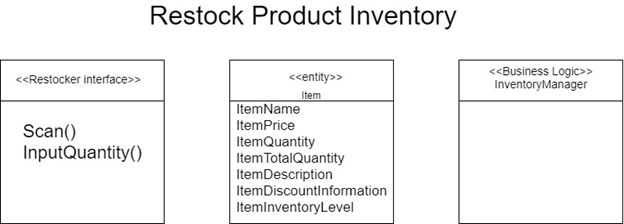 Restock Product Inventory
<<Restocker interface>>
Scan()
InputQuantity()
<<entity>>
Item
ItemName
ItemPrice
ItemQuantity
ItemTotalQuantity
ItemDescription
ItemDiscountInformation
ItemInventoryLevel
<<Business Logic>>
InventoryManager